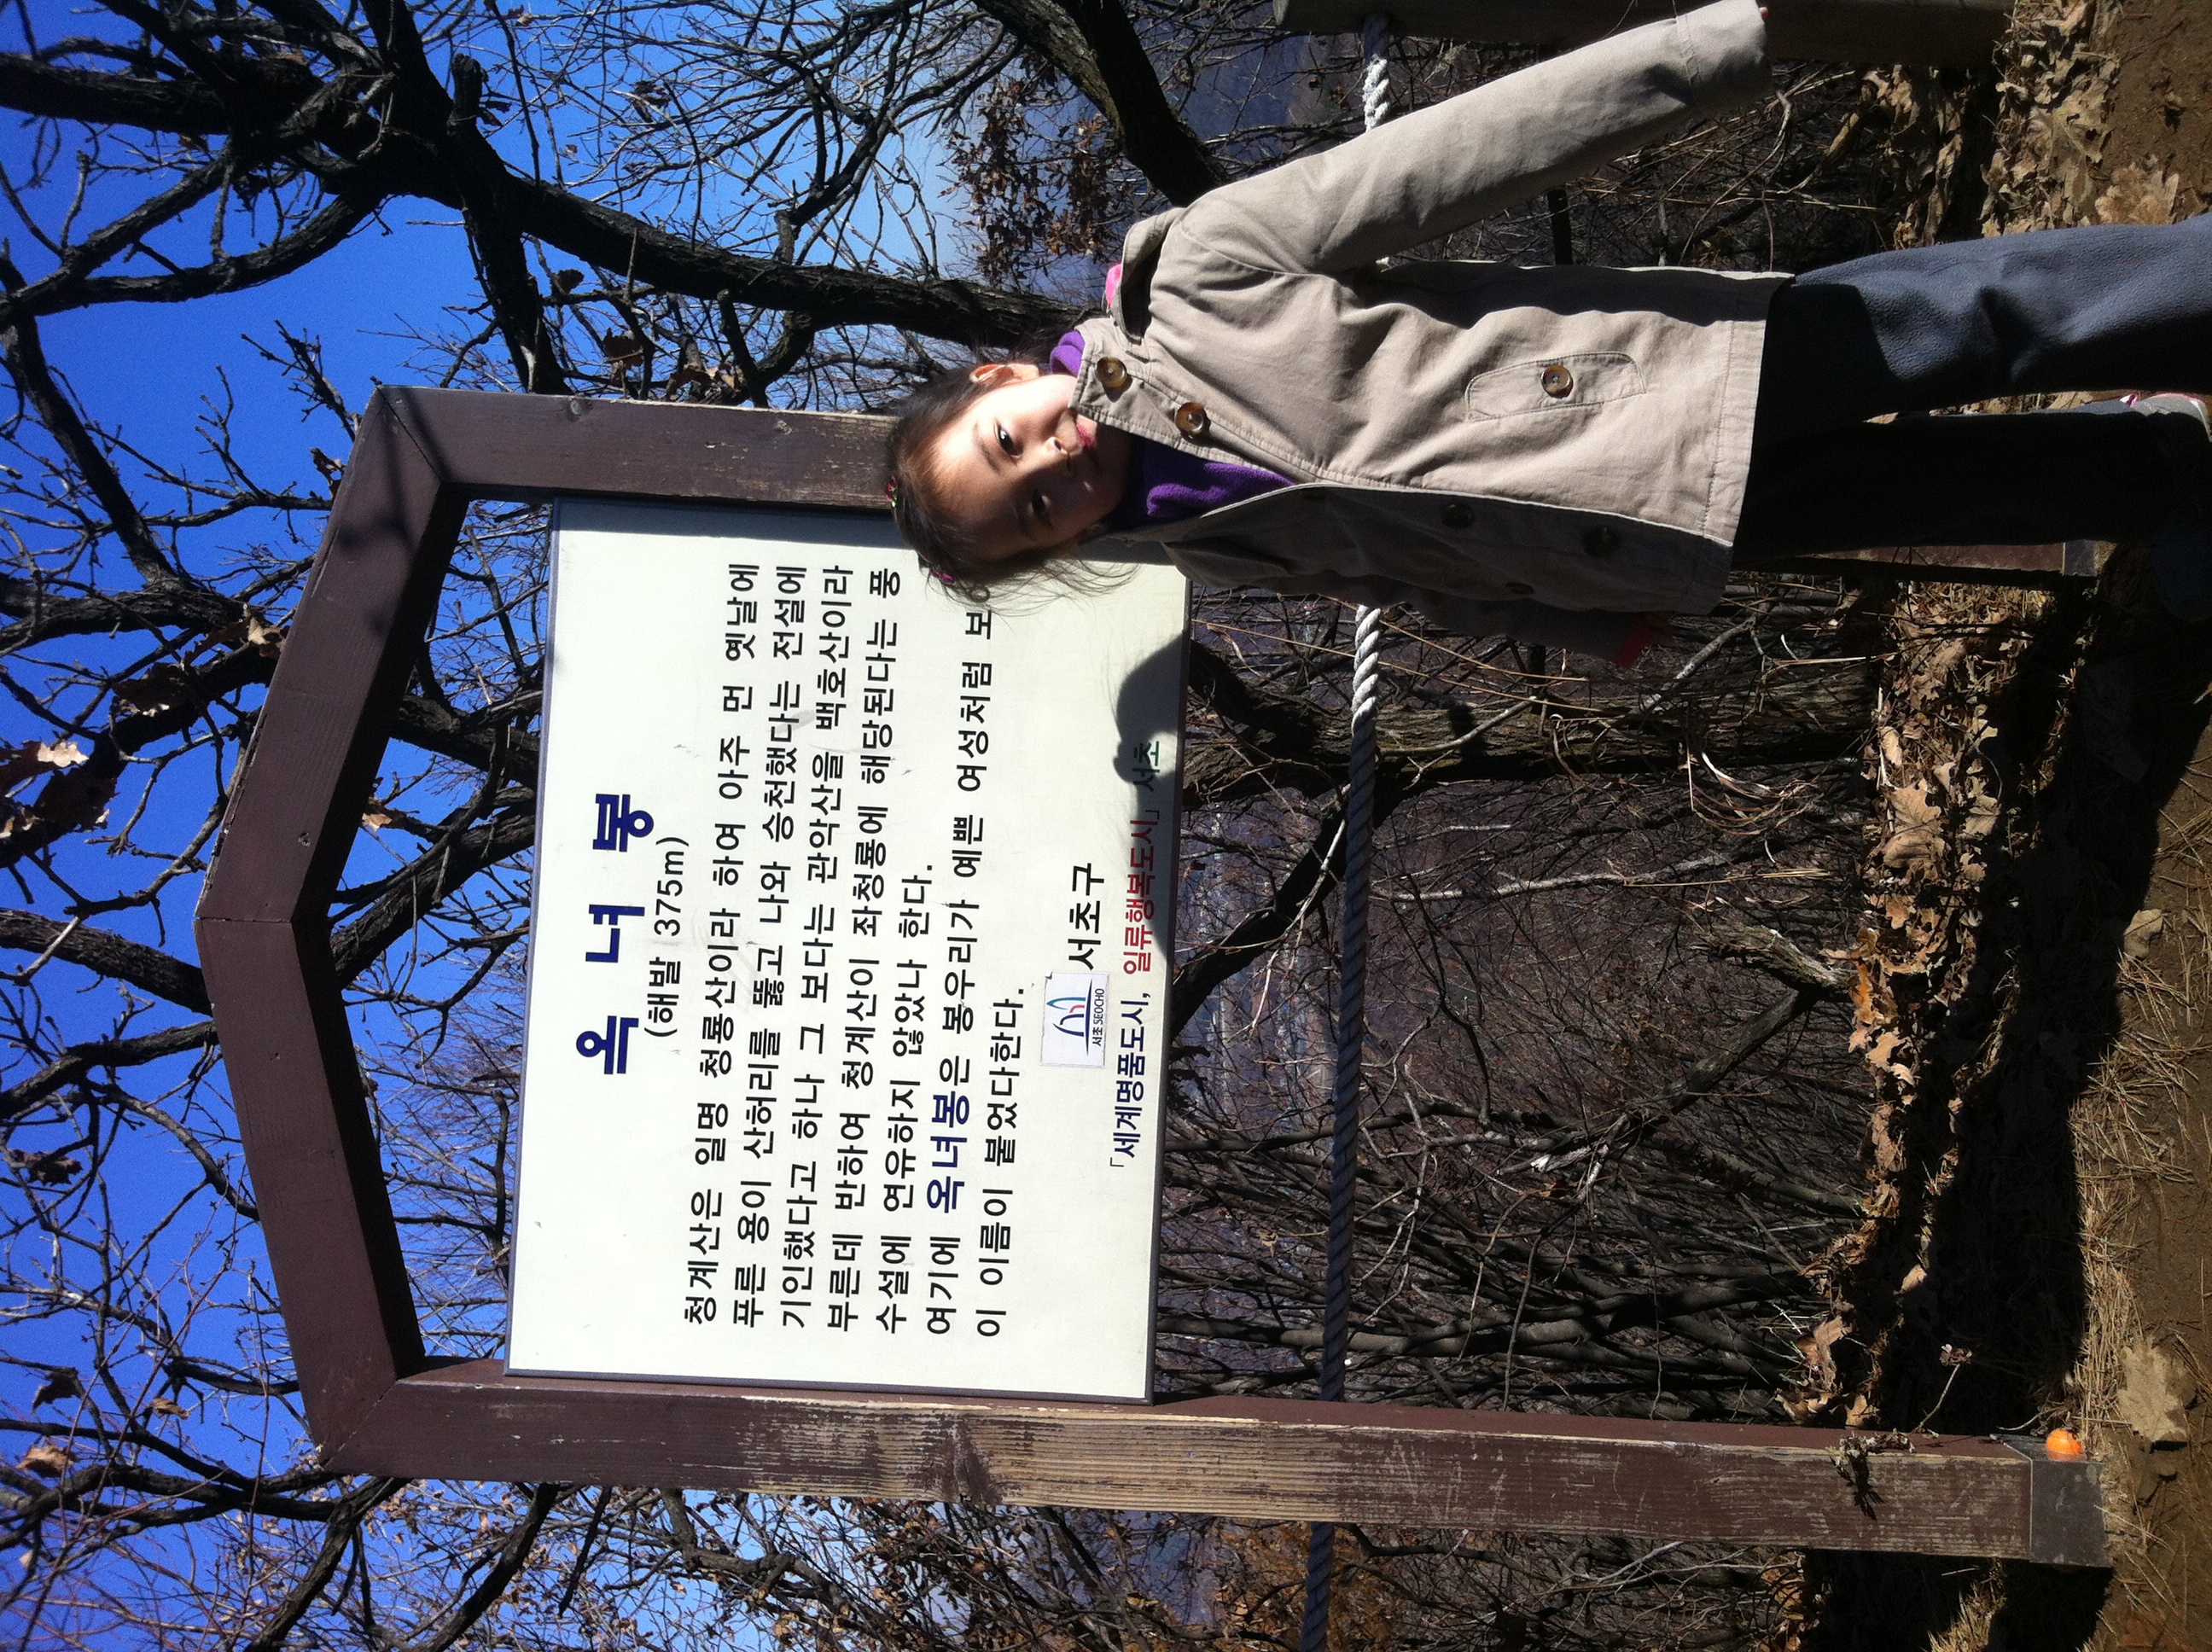 옥녀봉
(해발 375m)
청계산은 일명 청룡산이라 하여 아주 먼 옛날에
푸른 용이 산허리를 뚫고 나와 승천했다는 전설에
기인했다고 하나 그 보다는 관악산을 백호산이라
부른데 반하여 청계산이 좌청룡에 해당된다는 풍
수설에 연유하지 않았나 한다.
여기에 옥녀봉은 봉우리가 예쁜 여성처럼
이 이름이 붙었다한다.
서초 SEOCHO 서초구
「세계명품도시, 일류행복도시」 서초